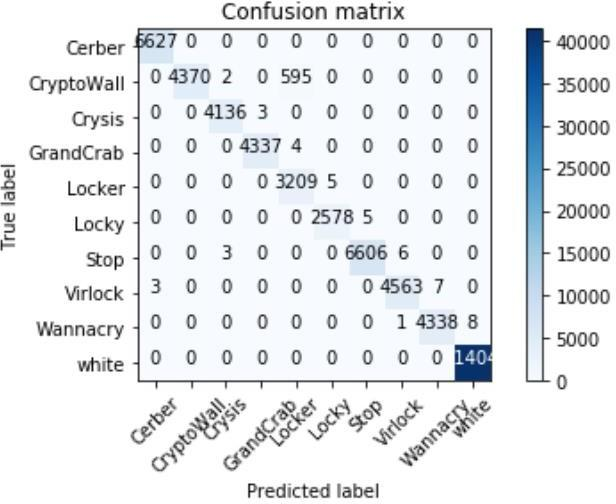 Confusion matrix
True label
Cerber 6627 0 0 0 0 0 0 0 0 0
CryptoWall 0 4370 2 0 595 0 0 0 0 0
Crysis 0 0 4136 3 0 0 0 0 0 0
GrandCrab 0 0 0 4337 4 0 0 0 0 0
Locker 0 0 0 0 3209 5 0 0 0 0
Locky 0 0 0 0 0 2578 5 0 0 0
Stop 0 0 3 0 0 0 6606 6 0 0
Virlock 3 0 0 0 0 0 0 4563 7 0
Wannacry 0 0 0 0 0 0 0 1 4338 8
white 0 0 0 0 0 0 0 0 0 1404
Cerber CryptoWall Crysis GrandCrab Locker Locky Stop Virlock Wannacry white
Predicted label
40000
35000
30000
25000
20000
15000
10000
5000
0